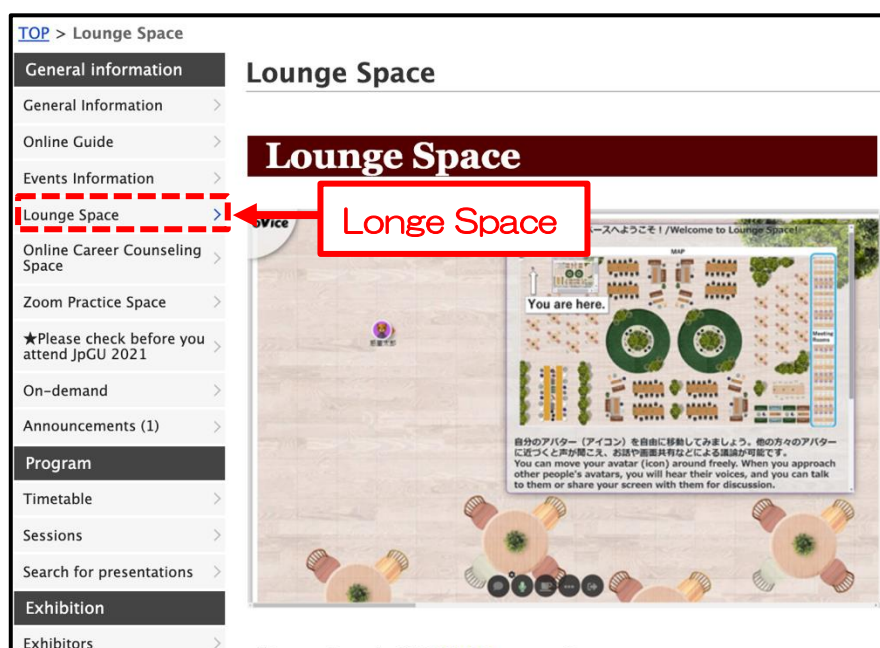 TOP > Lounge Space
General information
General Information
Online Guide
Events Information
Lounge Space
Online Career Counseling
Space
Zoom Practice Space
★Please check before you
attend JpGU 2021
On-demand
Announcements (1)
Program
Timetable
Sessions
Search for presentations
Exhibition
Exhibitors
Lounge Space
Lounge Space
Longe Space
ースへようこそ！/Welcome to Lounge Space!
MAP
You are here.
Meeting
Rooms
自分のアバター（アイコン）を自由に移動してみましょう。他の方々のアバター
に近づくと声が聞こえ、お話や画面共有などによる議論が可能です。
You can move your avatar (icon) around freely. When you approach
other people's avatars, you will hear their voices, and you can talk
to them or share your screen with them for discussion.